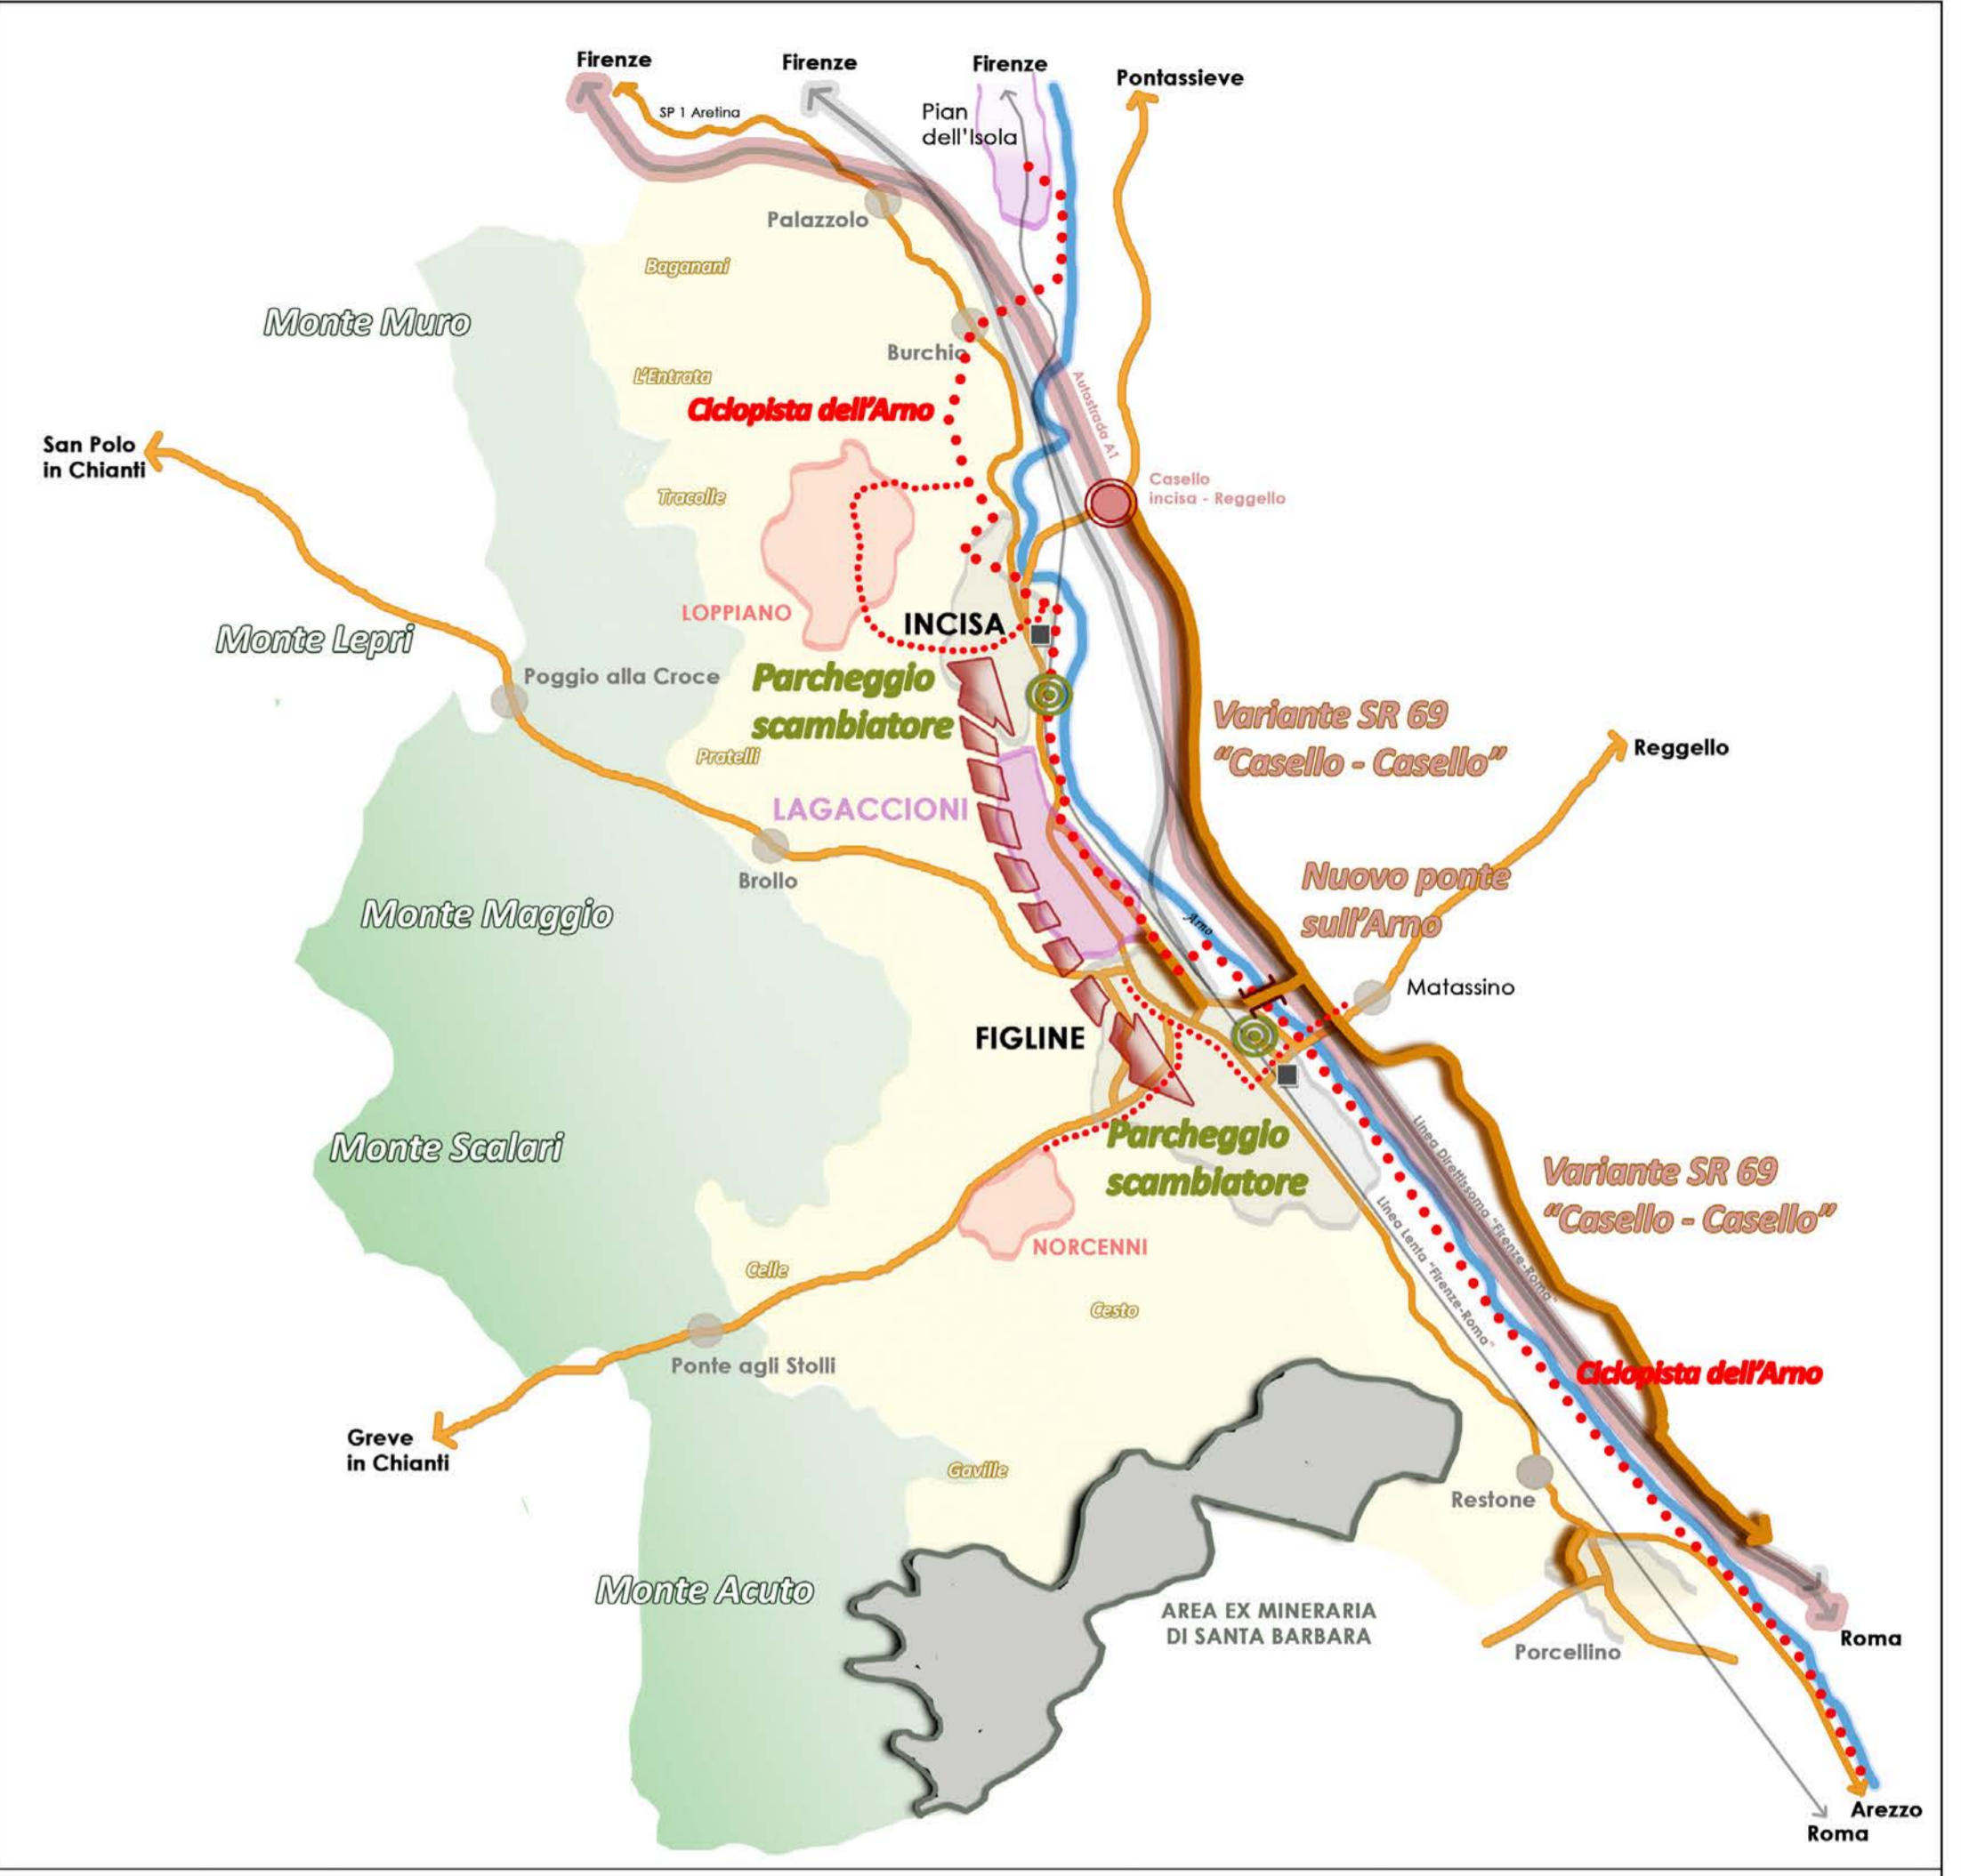 Firenze
Firenze
Firenze
Pontassieve
SP 1 Aretina
Pian
dell'Isola
Palazzolo
Baganani
Monte Muro
Burchio
L'Entrata
Autostrada A1
Ciclopista dell'Arno
San Polo
in Chianti
Casello
incisa - Reggello
Tracolle
LOPPIANO
INCISA
Monte Lepri
Poggio alla Croce
Parcheggio
scambiatore
Variante SR 69
"Casello - Casello"
Reggello
Pratelli
LAGACCIONI
Brollo
Nuovo ponte
sull'Arno
Monte Maggio
Arno
Matassino
FIGLINE
Parcheggio
scambiatore
Monte Scalari
Linea Direttissoma "Firenze-Roma"
Linea Lenta "Firenze-Roma"
Variante SR 69
"Casello - Casello"
NORCENNI
Celle
Cesto
Ponte agli Stolli
Ciclopista dell'Arno
Greve
in Chianti
Gaville
Restone
Monte Acuto
AREA EX MINERARIA
DI SANTA BARBARA
Porcellino
Roma
Arezzo
Roma